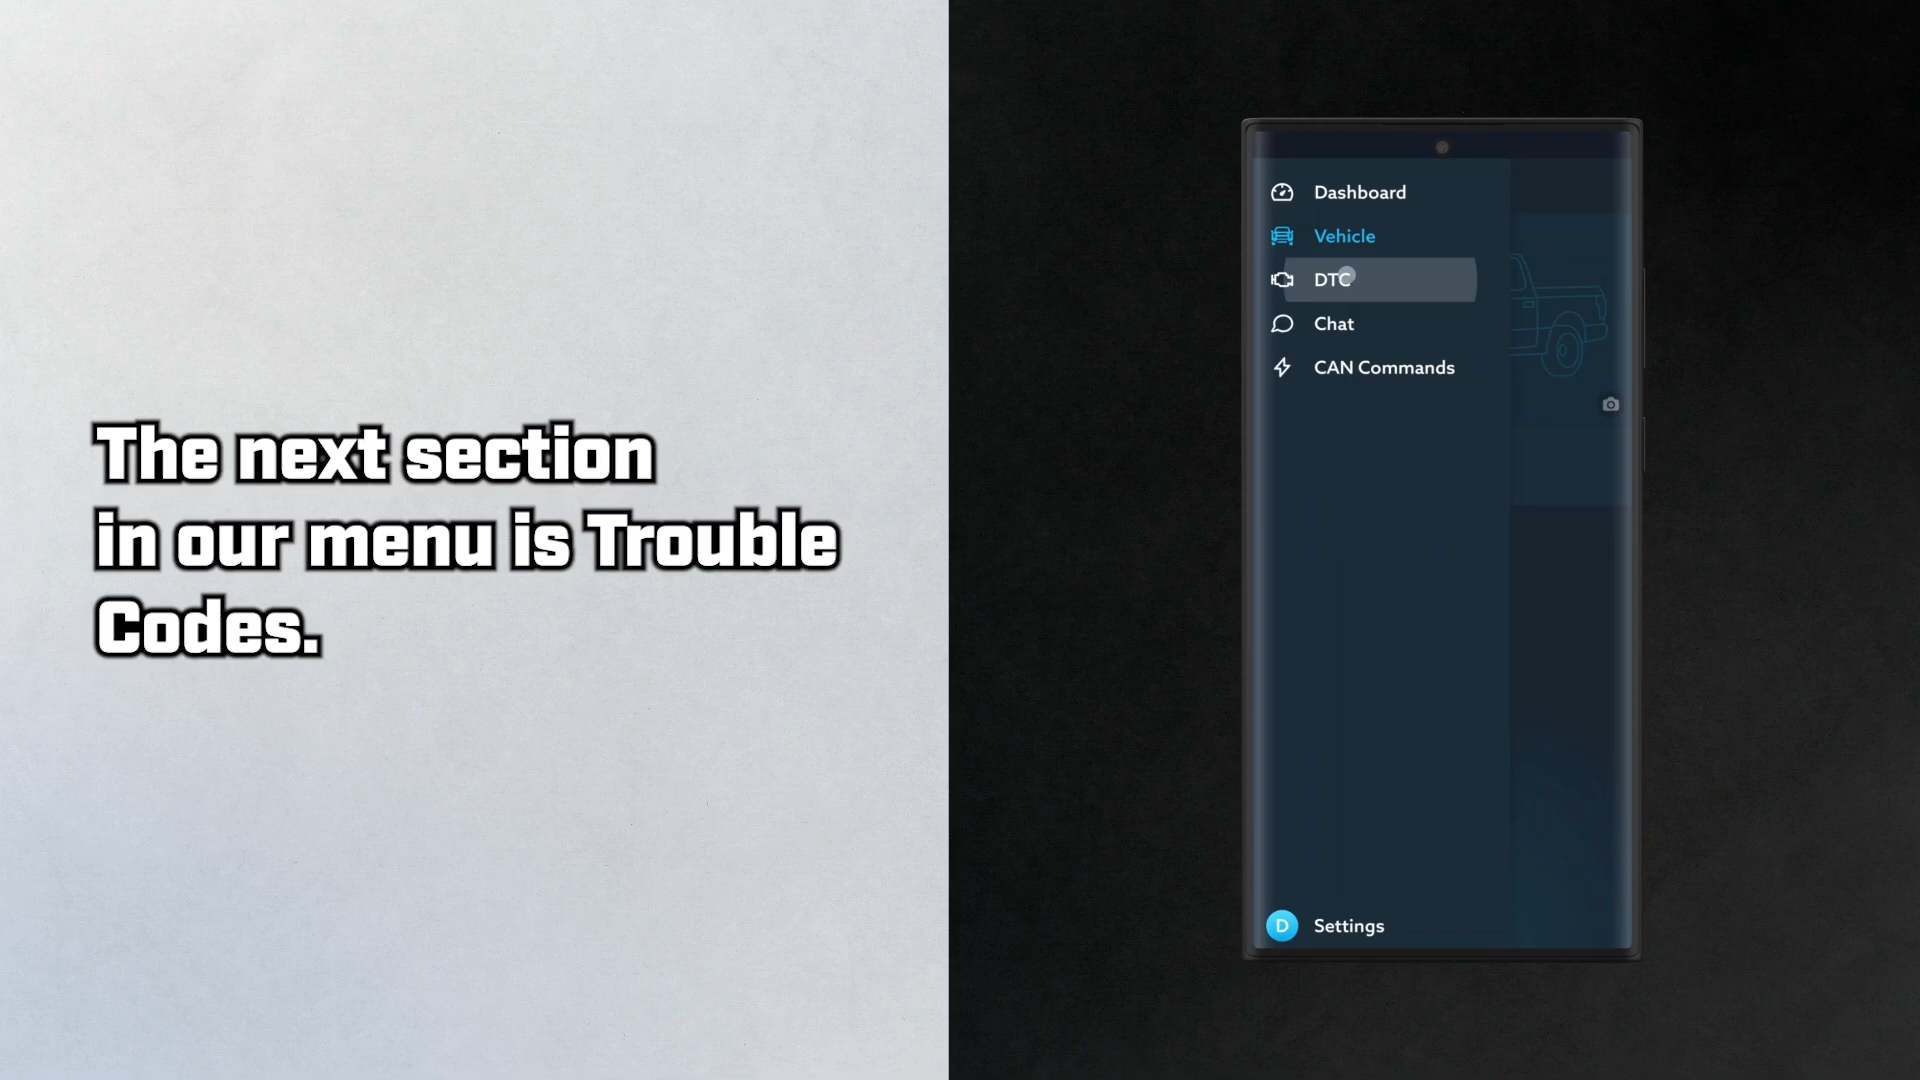 The next section
in our menu is Trouble
Codes.
Dashboard
Vehicle
DTC
Chat
CAN Commands
D Settings